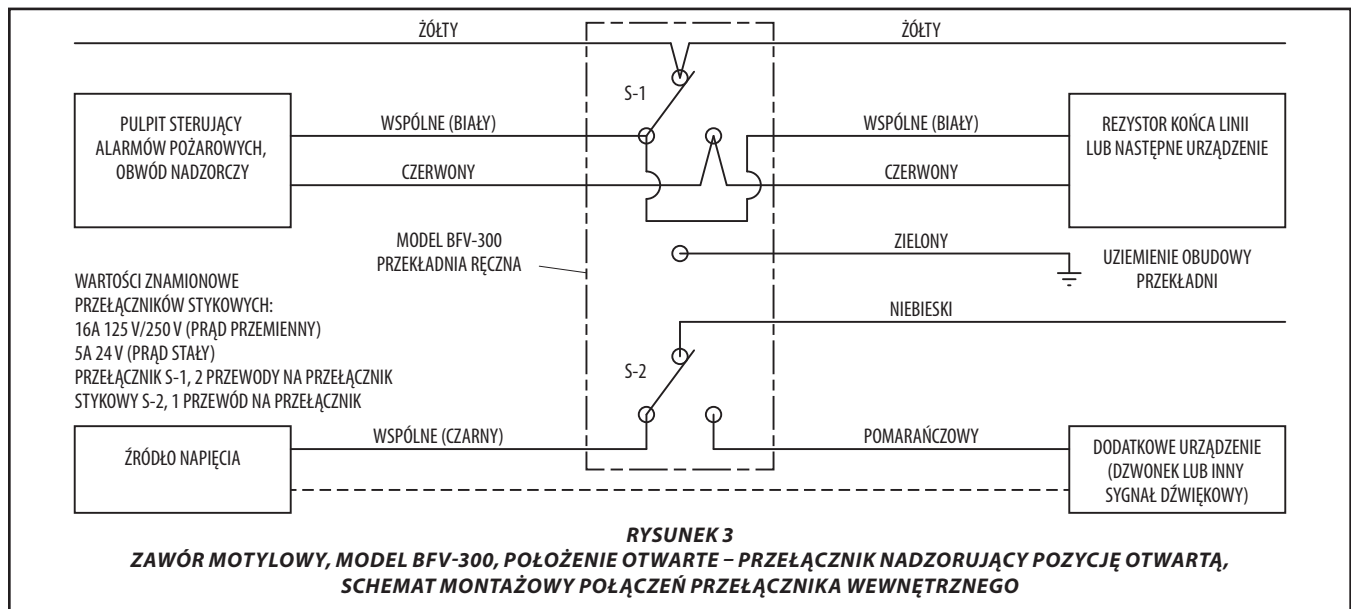 ŻÓŁTY
ŻÓŁTY
S-1
PULPIT STERUJĄCY
ALARMÓW POŻAROWYCH,
OBWÓD NADZORCZY
WSPÓLNE (BIAŁY)
WSPÓLNE (BIAŁY)
REZYSTOR KOŃCA LINII
LUB NASTĘPNE URZĄDZENIE
CZERWONY
CZERWONY
MODEL BFV-300
PRZEKŁADNIA RĘCZNA
ZIELONY
UZIEMIENIE OBUDOWY
PRZEKŁADNI
WARTOŚCI ZNAMIONOWE
PRZEŁĄCZNIKÓW STYKOWYCH:
16A 125 V/250 V (PRĄD PRZEMIENNY)
5A 24 V (PRĄD STAŁY)
PRZEŁĄCZNIK S-1, 2 PRZEWODY NA PRZEŁĄCZNIK
STYKOWY S-2, 1 PRZEWÓD NA PRZEŁĄCZNIK
NIEBIESKI
S-2
ŹRÓDŁO NAPIĘCIA
WSPÓLNE (CZARNY)
POMARAŃCZOWY
DODATKOWE URZĄDZENIE
(DZWONEK LUB INNY
SYGNAŁ DŹWIĘKOWY)
RYSUNEK 3
ZAWÓR MOTYLOWY, MODEL BFV-300, POŁOŻENIE OTWARTE – PRZEŁĄCZNIK NADZORUJĄCY POZYCJĘ OTWARTĄ,
SCHEMAT MONTAŻOWY POŁĄCZEŃ PRZEŁĄCZNIKA WEWNĘTRZNEGO